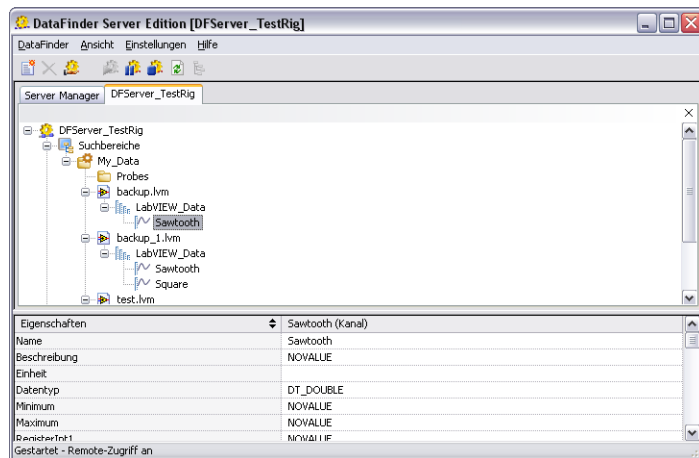 DataFinder Server Edition [DFServer_TestRig]
DataFinder Ansicht Einstellungen Hilfe
Server Manager DFServer_TestRig
DFServer_TestRig
Suchbereiche
My_Data
Probes
backup.lvm
LabVIEW_Data
Sawtooth
backup_1.lvm
LabVIEW_Data
Sawtooth
Square
test.lvm
Eigenschaften Sawtooth (Kanal)
Name Sawtooth
Beschreibung NOVALUE
Einheit
Datentyp DT_DOUBLE
Minimum NOVALUE
Maximum NOVALUE
RegisterInt1 NOVALUE
Gestartet - Remote-Zugriff an